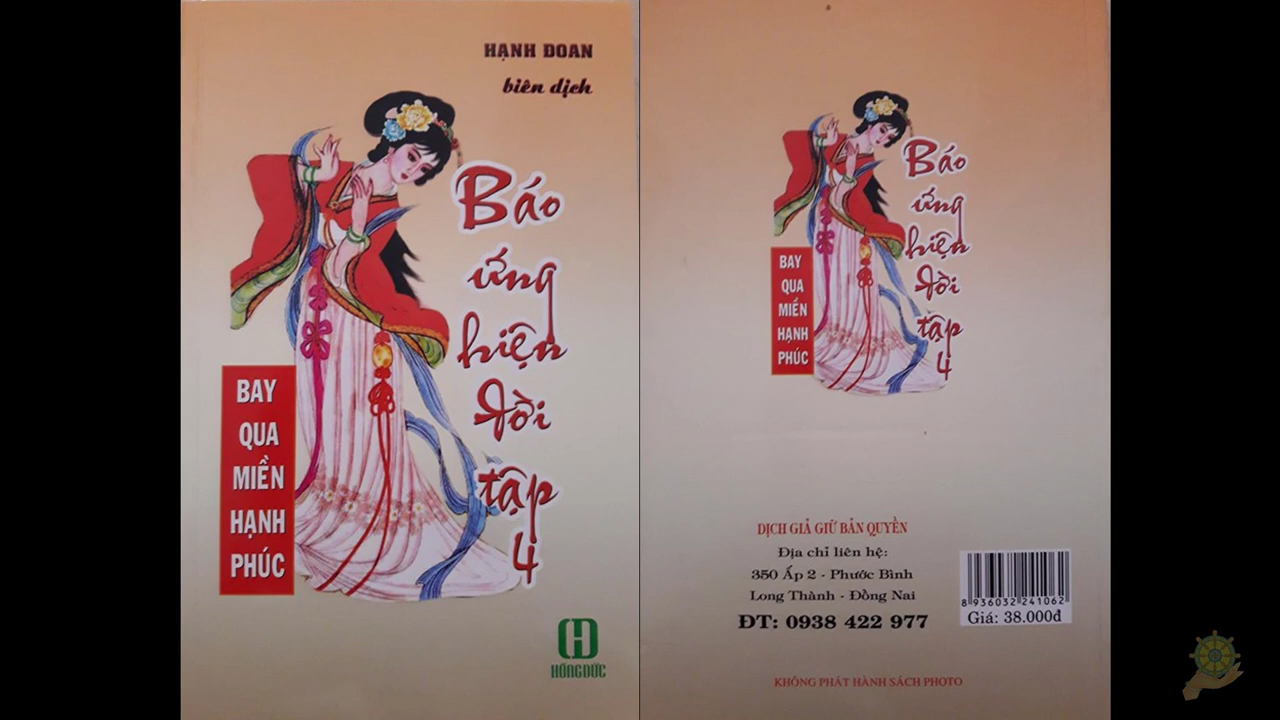 HẠNH ĐOAN
biên dịch
Báo
ứng
hiện
đời
tập
4
BAY
QUA
MIỀN
HẠNH
PHÚC
HỒNG ĐỨC
Báo
ứng
hiện
đời
tập
4
BAY
QUA
MIỀN
HẠNH
PHÚC
DỊCH GIẢ GIỮ BẢN QUYỀN
Địa chỉ liên hệ:
350 Ấp 2 - Phước Bình
Long Thành - Đồng Nai
ĐT: 0938 422 977
8 936032 241062
Giá: 38.000đ
KHÔNG PHÁT HÀNH SÁCH PHOTO